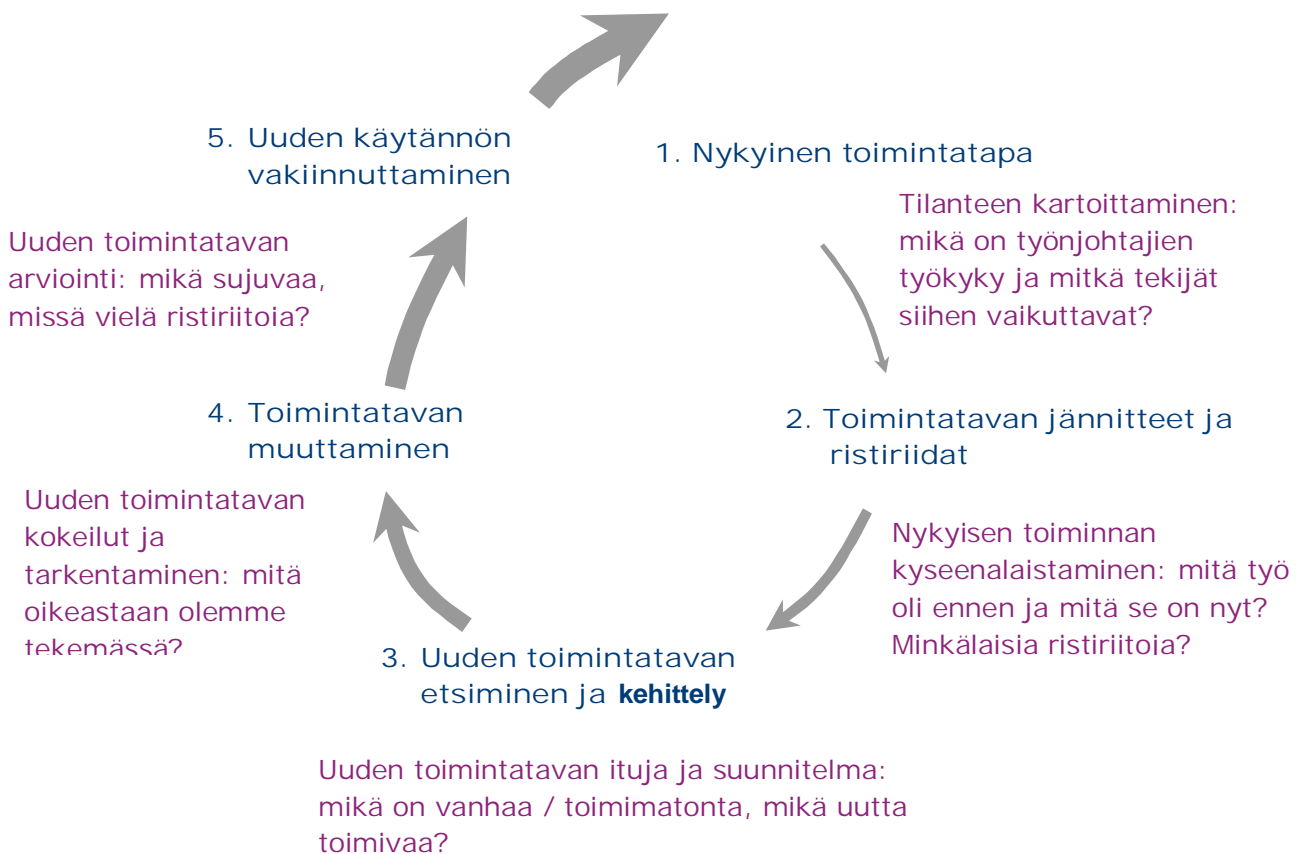 1. Nykyinen toimintatapa
Tilanteen kartoittaminen:
mikä on työnjohtajien
työkyky ja mitkä tekijät
siihen vaikuttavat?
2. Toimintatavan jännitteet ja
ristiriidat
Nykyisen toiminnan
kyseenalaistaminen: mitä työ
oli ennen ja mitä se on nyt?
Minkälaisia ristiriitoja?
3. Uuden toimintatavan
etsiminen ja kehittely
Uuden toimintatavan ituja ja suunnitelma:
mikä on vanhaa / toimimatonta, mikä uutta
toimivaa?
4. Toimintatavan
muuttaminen
Uuden toimintatavan
kokeilut ja
tarkentaminen: mitä
oikeastaan olemme
tekemässä?
5. Uuden käytännön
vakiinnuttaminen
Uuden toimintatavan
arviointi: mikä sujuvaa,
missä vielä ristiriitoia?